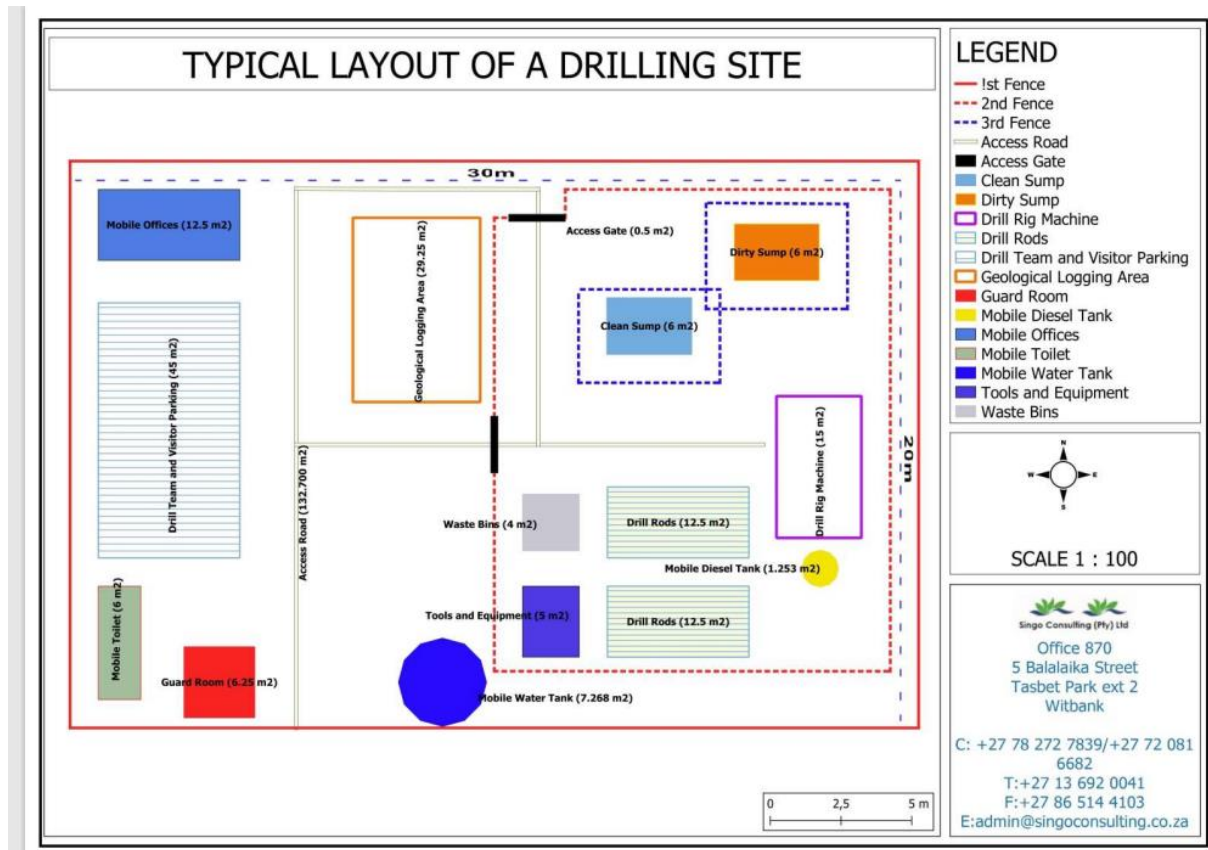 TYPICAL LAYOUT OF A DRILLING SITE
30m
Mobile Offices (12.5 m2)
Geological Logging Area (29.25 m2)
Access Gate (0.5 m2)
Dirty Sump (6 m2)
Clean Sump (6 m2)
Drill Team and Visitor Parking (45 m2)
Access Road (132.700 m2)
Drill Rig Machine (15 m2)
20m
Waste Bins (4 m2)
Drill Rods (12.5 m2)
Mobile Diesel Tank (1.253 m2)
Tools and Equipment (5 m2)
Drill Rods (12.5 m2)
Mobile Toilet (6 m2)
Guard Room (6.25 m2)
Mobile Water Tank (7.268 m2)
0 2,5 5 m
LEGEND
!st Fence
2nd Fence
3rd Fence
Access Road
Access Gate
Clean Sump
Dirty Sump
Drill Rig Machine
Drill Rods
Drill Team and Visitor Parking
Geological Logging Area
Guard Room
Mobile Diesel Tank
Mobile Offices
Mobile Toilet
Mobile Water Tank
Tools and Equipment
Waste Bins
N
W E
S
SCALE 1 : 100
Singo Consulting (Pty) Ltd
Office 870
5 Balalaika Street
Tasbet Park ext 2
Witbank
C: +27 78 272 7839/+27 72 081
6682
T:+27 13 692 0041
F:+27 86 514 4103
E:admin@singoconsulting.co.za